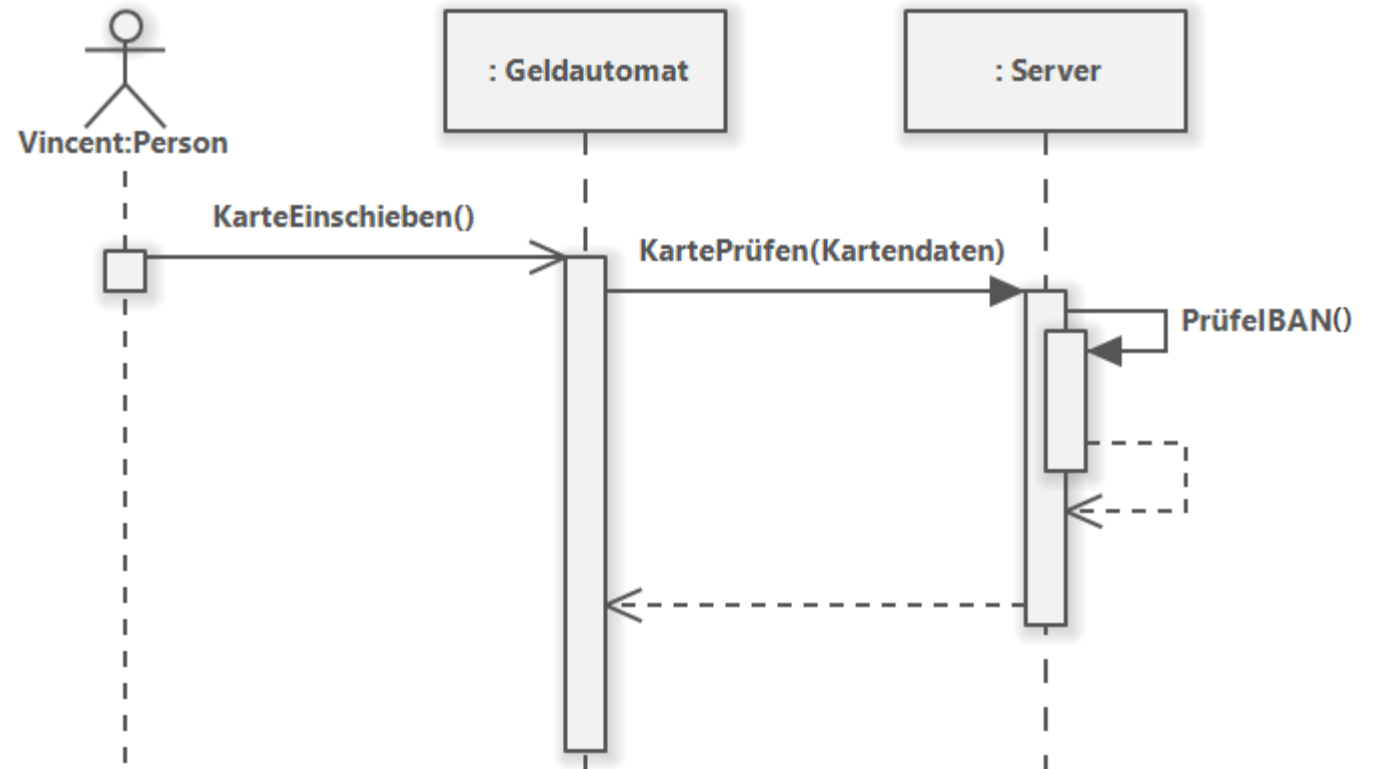 : Geldautomat
: Server
Vincent:Person
KarteEinschieben()
KartePrüfen(Kartendaten)
PrüfeIBAN()